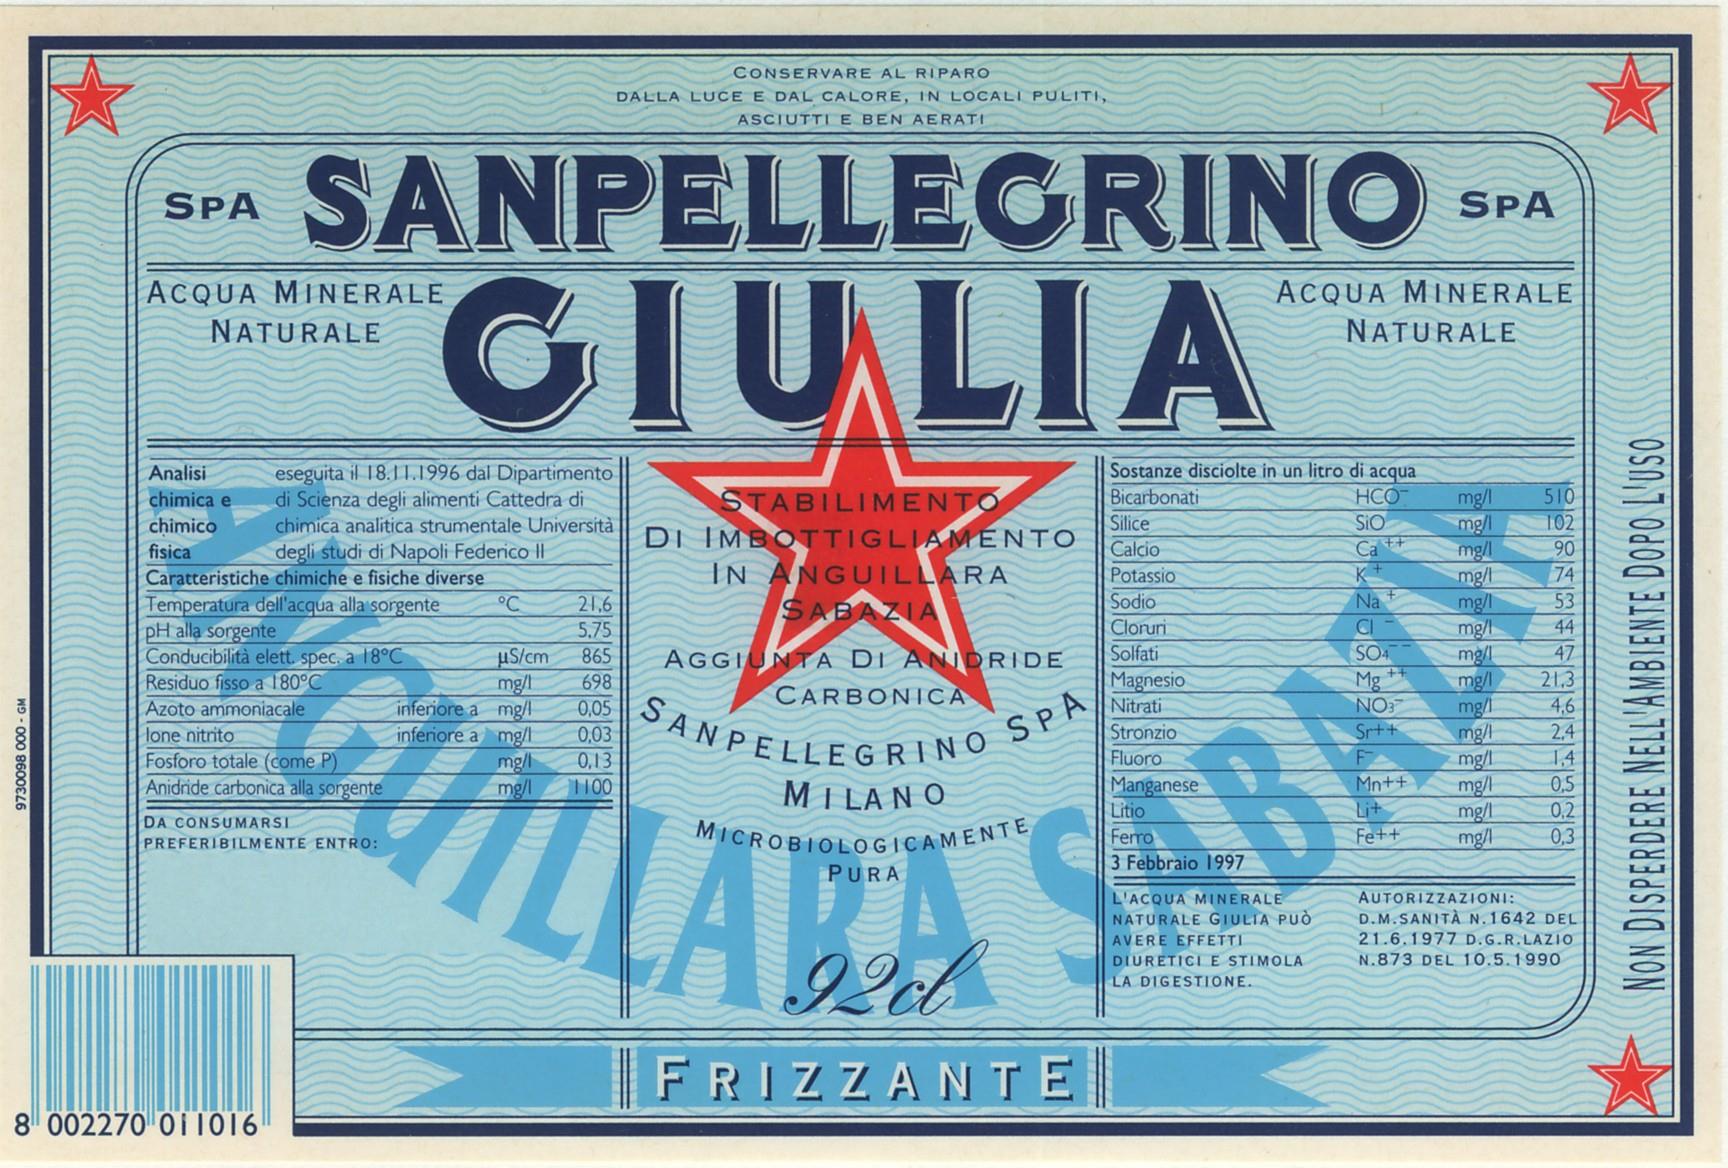 CONSERVARE AL RIPARO
DALLA LUCE E DAL CALORE, IN LOCALI PULITI,
ASCIUTTI E BEN AERATI
SPA SANPELLEGRINO SPA
ACQUA MINERALE
NATURALE
GIULIA
ACQUA MINERALE
NATURALE
Analisi eseguita il 18.11.1996 dal Dipartimento
chimica e di Scienza degli alimenti Cattedra di
chimico chimica analitica strumentale Università
fisica degli studi di Napoli Federico II
Caratteristiche chimiche e fisiche diverse
Temperatura dell'acqua alla sorgente °C 21,6
pH alla sorgente 5,75
Conducibilità elett. spec. a 18°C µS/cm 865
Residuo fisso a 180°C mg/l 698
Azoto ammoniacale inferiore a mg/l 0,05
Ione nitrito inferiore a mg/l 0,03
Fosforo totale (come P) mg/l 0,13
Anidride carbonica alla sorgente mg/l 1100
DA CONSUMARSI
PREFERIBILMENTE ENTRO:
STABILIMENTO
DI IMBOTTIGLIAMENTO
IN ANGUILLARA
SABAZIA
AGGIUNTA DI ANIDRIDE
CARBONICA
SANPELLEGRINO SPA
MILANO
MICROBIOLOGICAMENTE
PURA
92cl
Sostanze disciolte in un litro di acqua
Bicarbonati HCO⁻ mg/l 510
Silice SiO mg/l 102
Calcio Ca⁺⁺ mg/l 90
Potassio K⁺ mg/l 74
Sodio Na⁺ mg/l 53
Cloruri Cl⁻ mg/l 44
Solfati SO₄⁻⁻ mg/l 47
Magnesio Mg⁺⁺ mg/l 21,3
Nitrati NO₃⁻ mg/l 4,6
Stronzio Sr++ mg/l 2,4
Fluoro F⁻ mg/l 1,4
Manganese Mn++ mg/l 0,5
Litio Li+ mg/l 0,2
Ferro Fe++ mg/l 0,3
3 Febbraio 1997
L'ACQUA MINERALE
NATURALE GIULIA PUÒ
AVERE EFFETTI
DIURETICI E STIMOLA
LA DIGESTIONE.
AUTORIZZAZIONI:
D.M.SANITÀ N.1642 DEL
21.6.1977 D.G.R.LAZIO
N.873 DEL 10.5.1990
ANGUILLARA SABAZIA
NON DISPERDERE NELL'AMBIENTE DOPO L'USO
9730098 000 - GM
FRIZZANTE
8 002270 011016